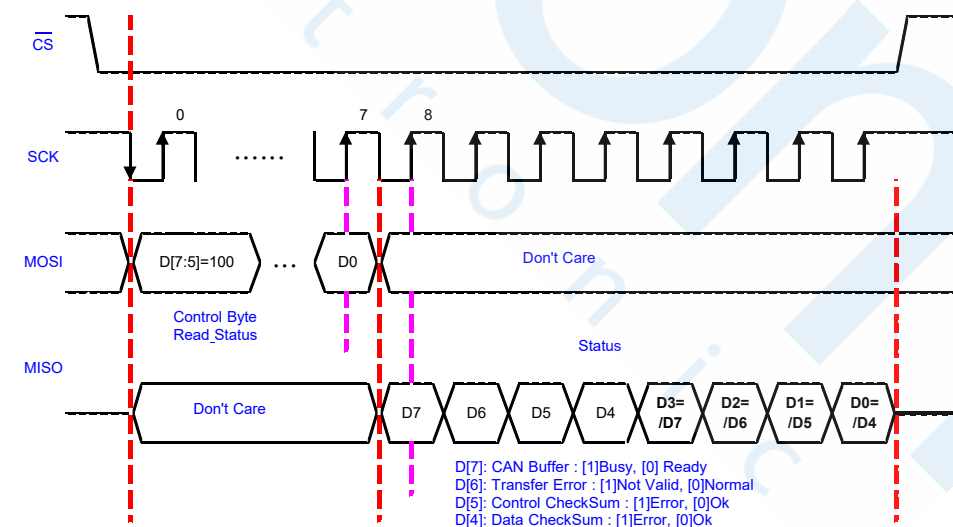 CS
0 7 8
SCK
......
MOSI
D[7:5]=100
...
D0
Don't Care
Control Byte
Read_Status
Status
MISO
Don't Care
D7
D6
D5
D4
D3=
/D7
D2=
/D6
D1=
/D5
D0=
/D4
D[7]: CAN Buffer : [1]Busy, [0] Ready
D[6]: Transfer Error : [1]Not Valid, [0]Normal
D[5]: Control CheckSum : [1]Error, [0]Ok
D[4]: Data CheckSum : [1]Error, [0]Ok